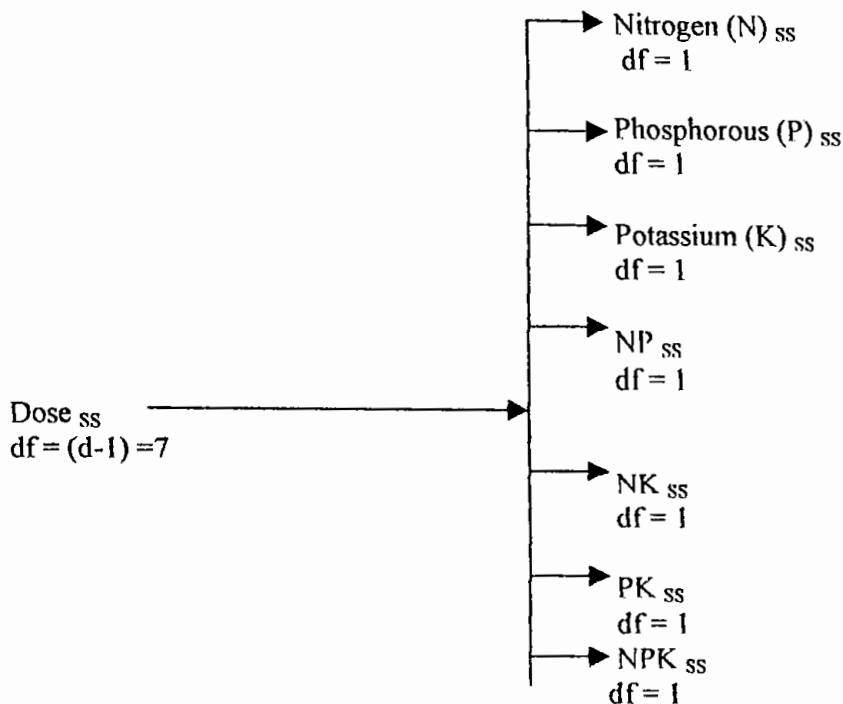 Nitrogen (N) ss
df = 1
Phosphorous (P) ss
df = 1
Potassium (K) ss
df = 1
NP ss
df = 1
Dose ss
df = (d-1) =7
NK ss
df = 1
PK ss
df = 1
NPK ss
df = 1